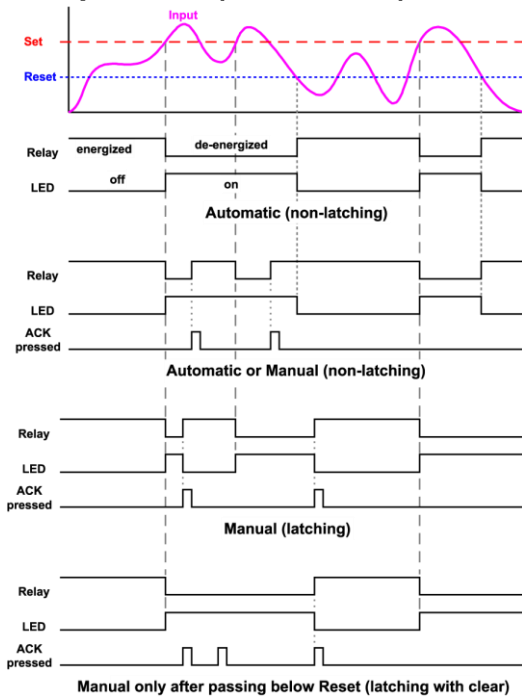 Input
Set
Reset
energized de-energized
Relay
LED off on
Automatic (non-latching)
Relay
LED
ACK
pressed
Automatic or Manual (non-latching)
Relay
LED
ACK
pressed
Manual (latching)
Relay
LED
ACK
pressed
Manual only after passing below Reset (latching with clear)